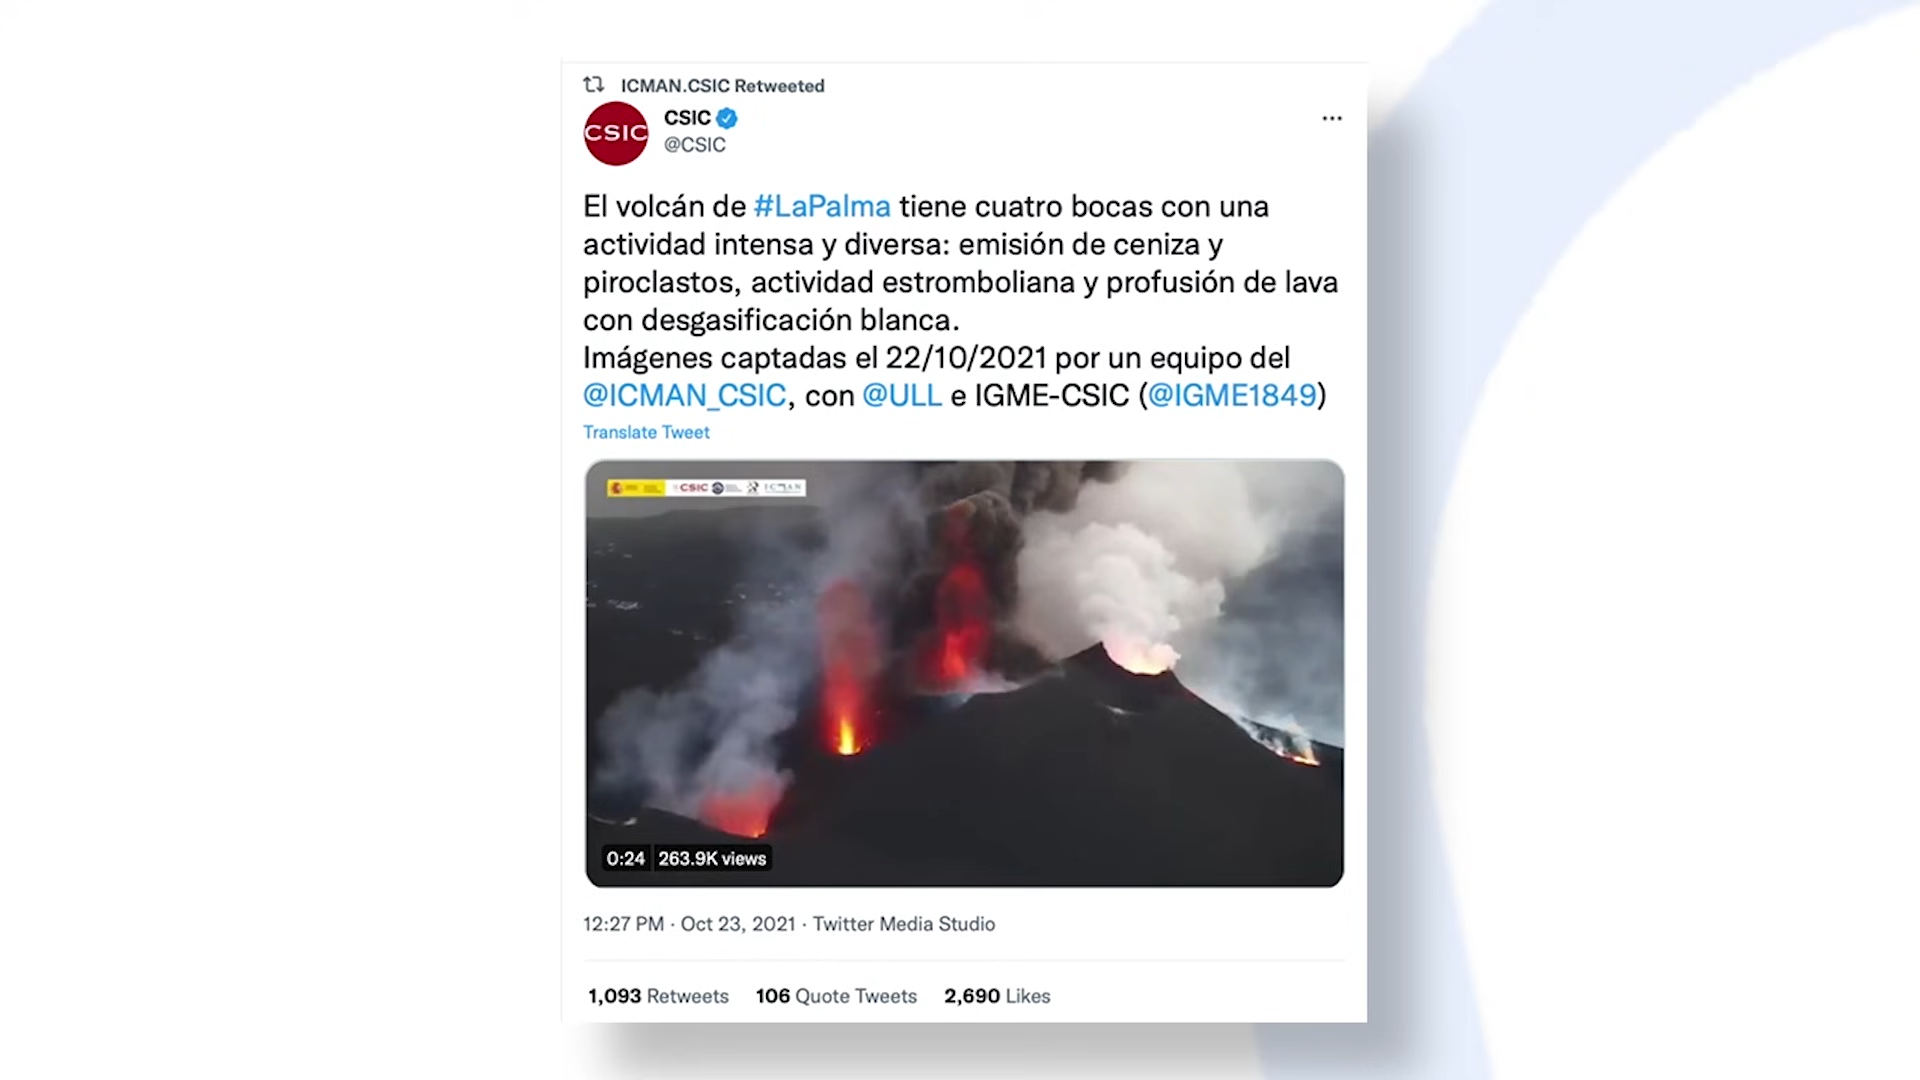 ICMAN.CSIC Retweeted
CSIC
CSIC
@CSIC
El volcán de #LaPalma tiene cuatro bocas con una
actividad intensa y diversa: emisión de ceniza y
piroclastos, actividad estromboliana y profusión de lava
con desgasificación blanca.
Imágenes captadas el 22/10/2021 por un equipo del
@ICMAN_CSIC, con @ULL e IGME-CSIC (@IGME1849)
Translate Tweet
CSIC ICMAN
0:24 263.9K views
12:27 PM · Oct 23, 2021 · Twitter Media Studio
1,093 Retweets 106 Quote Tweets 2,690 Likes